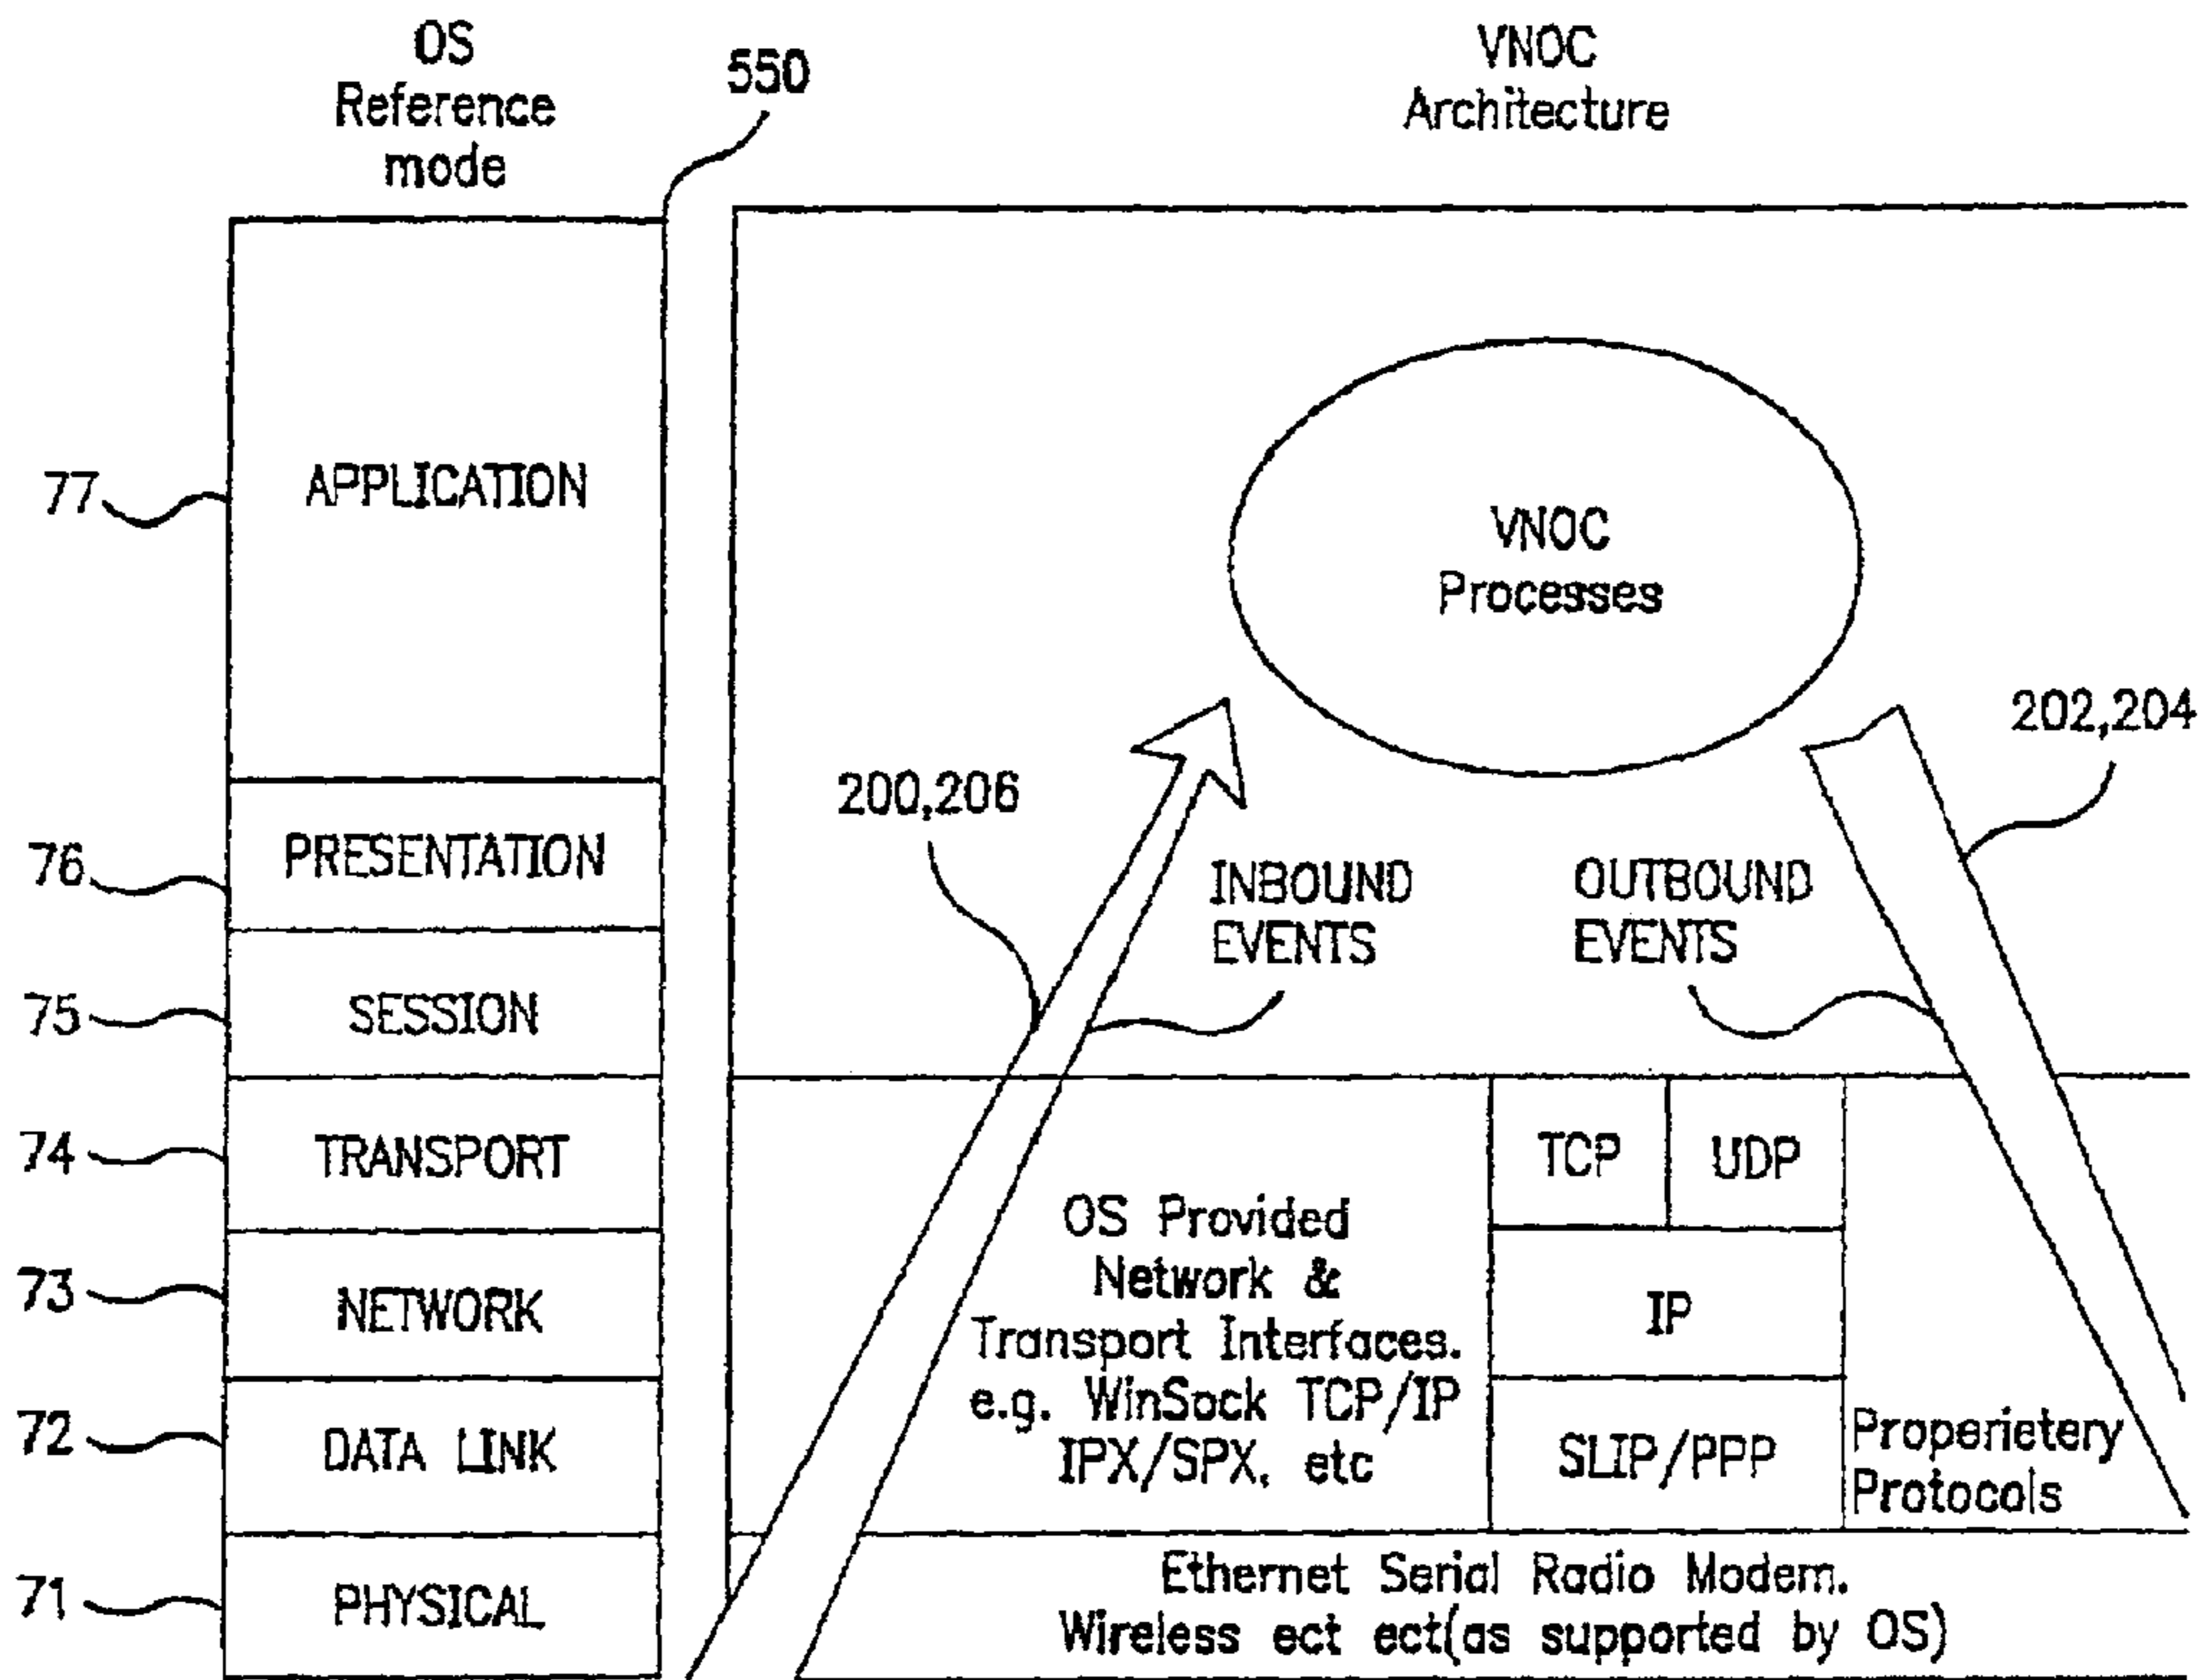 OS
Reference
mode
550
VNOC
Architecture
77
APPLICATION
VNOC
Processes
202,204
200,206
76
PRESENTATION
INBOUND
EVENTS
OUTBOUND
EVENTS
75
SESSION
74
TRANSPORT
TCP
UDP
OS Provided
Network &
Transport Interfaces.
e.g. WinSock TCP/IP
IPX/SPX, etc
73
NETWORK
IP
72
DATA LINK
SLIP/PPP
Properietery
Protocols
71
PHYSICAL
Ethernet Serial Radio Modem.
Wireless ect ect(as supported by OS)